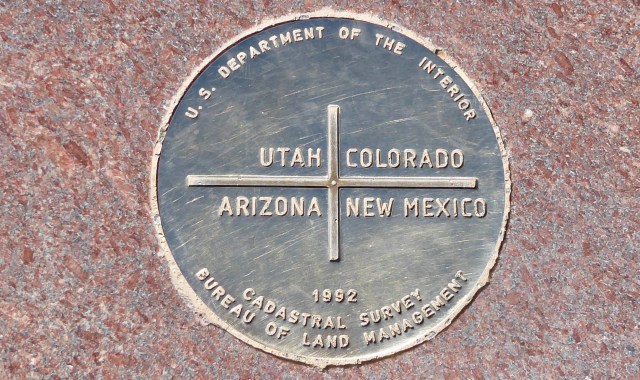 U. S. DEPARTMENT OF THE INTERIOR
UTAH COLORADO
ARIZONA NEW MEXICO
1992
CADASTRAL SURVEY
BUREAU OF LAND MANAGEMENT